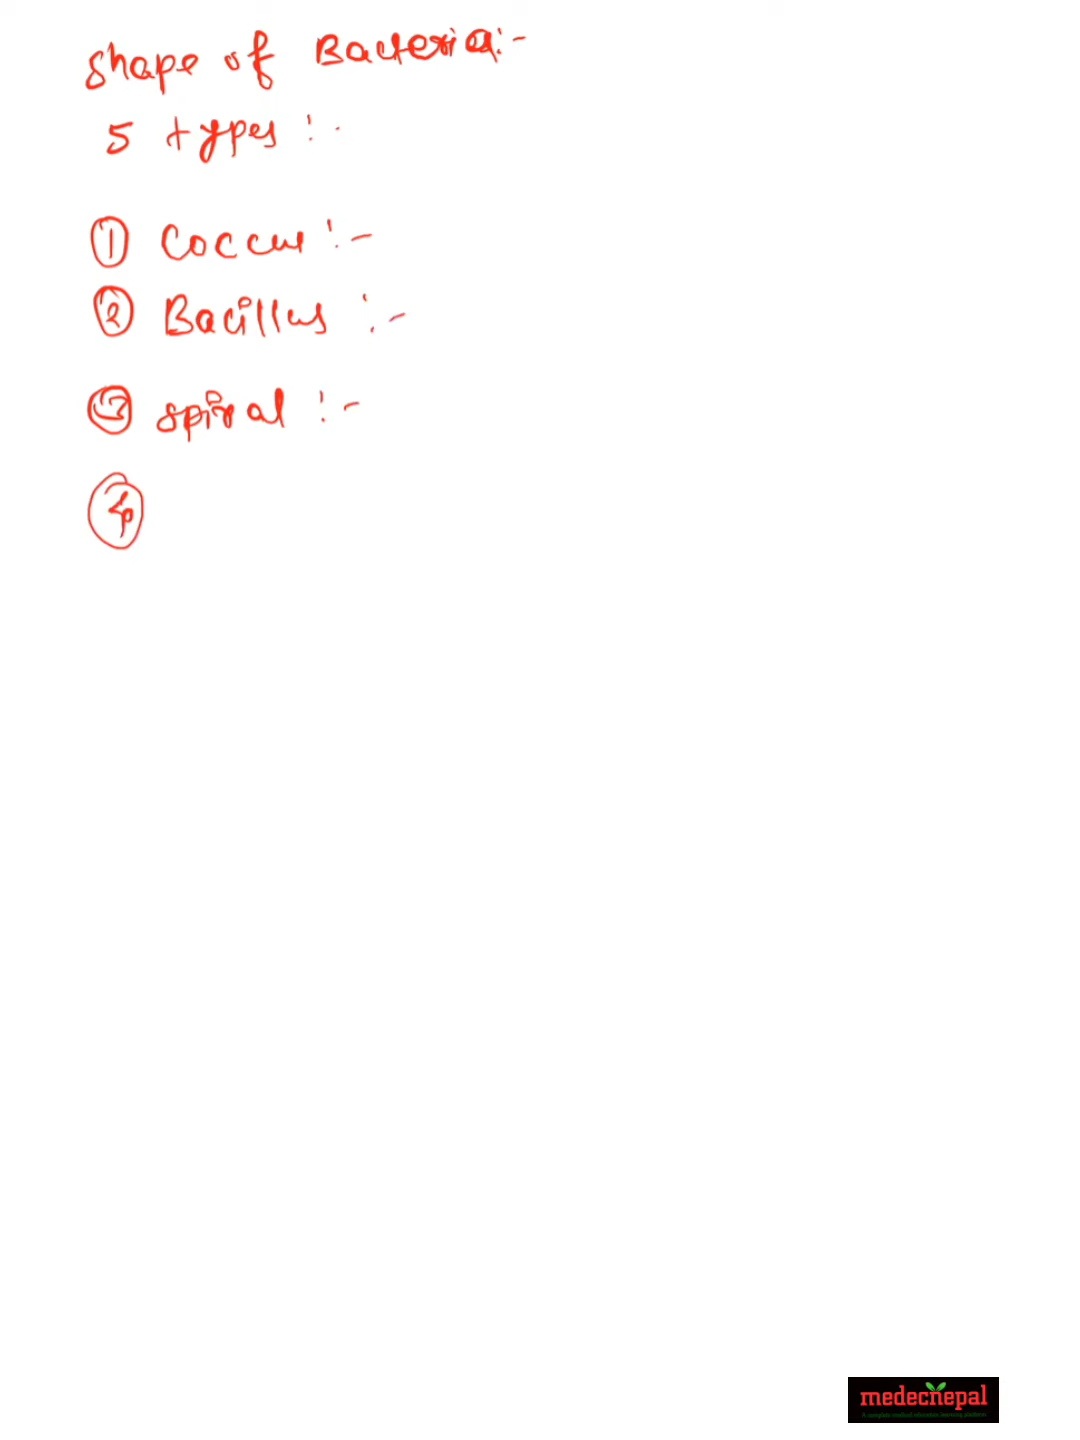 Shape of Bacteria:-
5 types :-
① Coccus :-
② Bacillus :-
③ Spiral :-
④
medecnepal